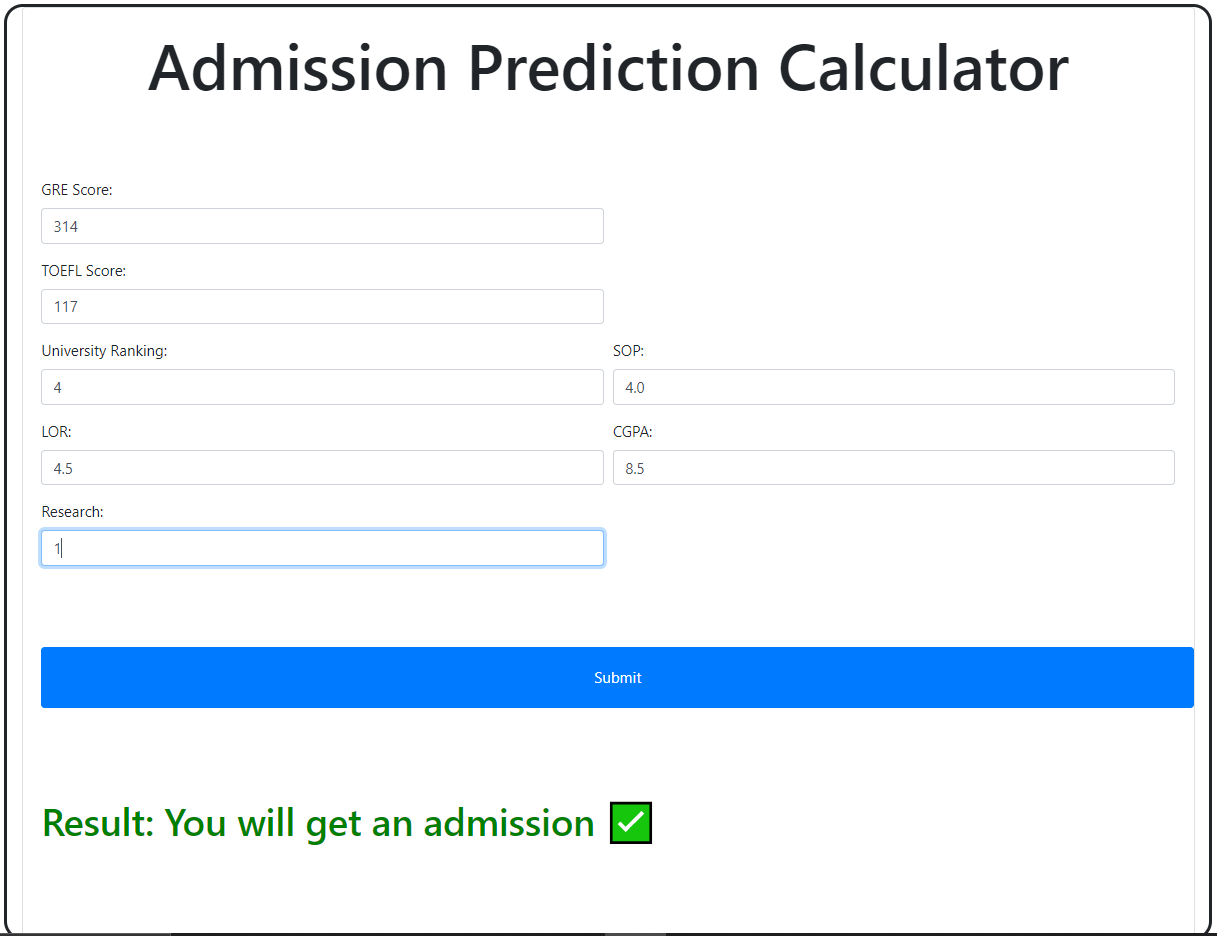 Admission Prediction Calculator
GRE Score:
314
TOEFL Score:
117
University Ranking:
4
SOP:
4.0
LOR:
4.5
CGPA:
8.5
Research:
1
Submit
Result: You will get an admission ✅